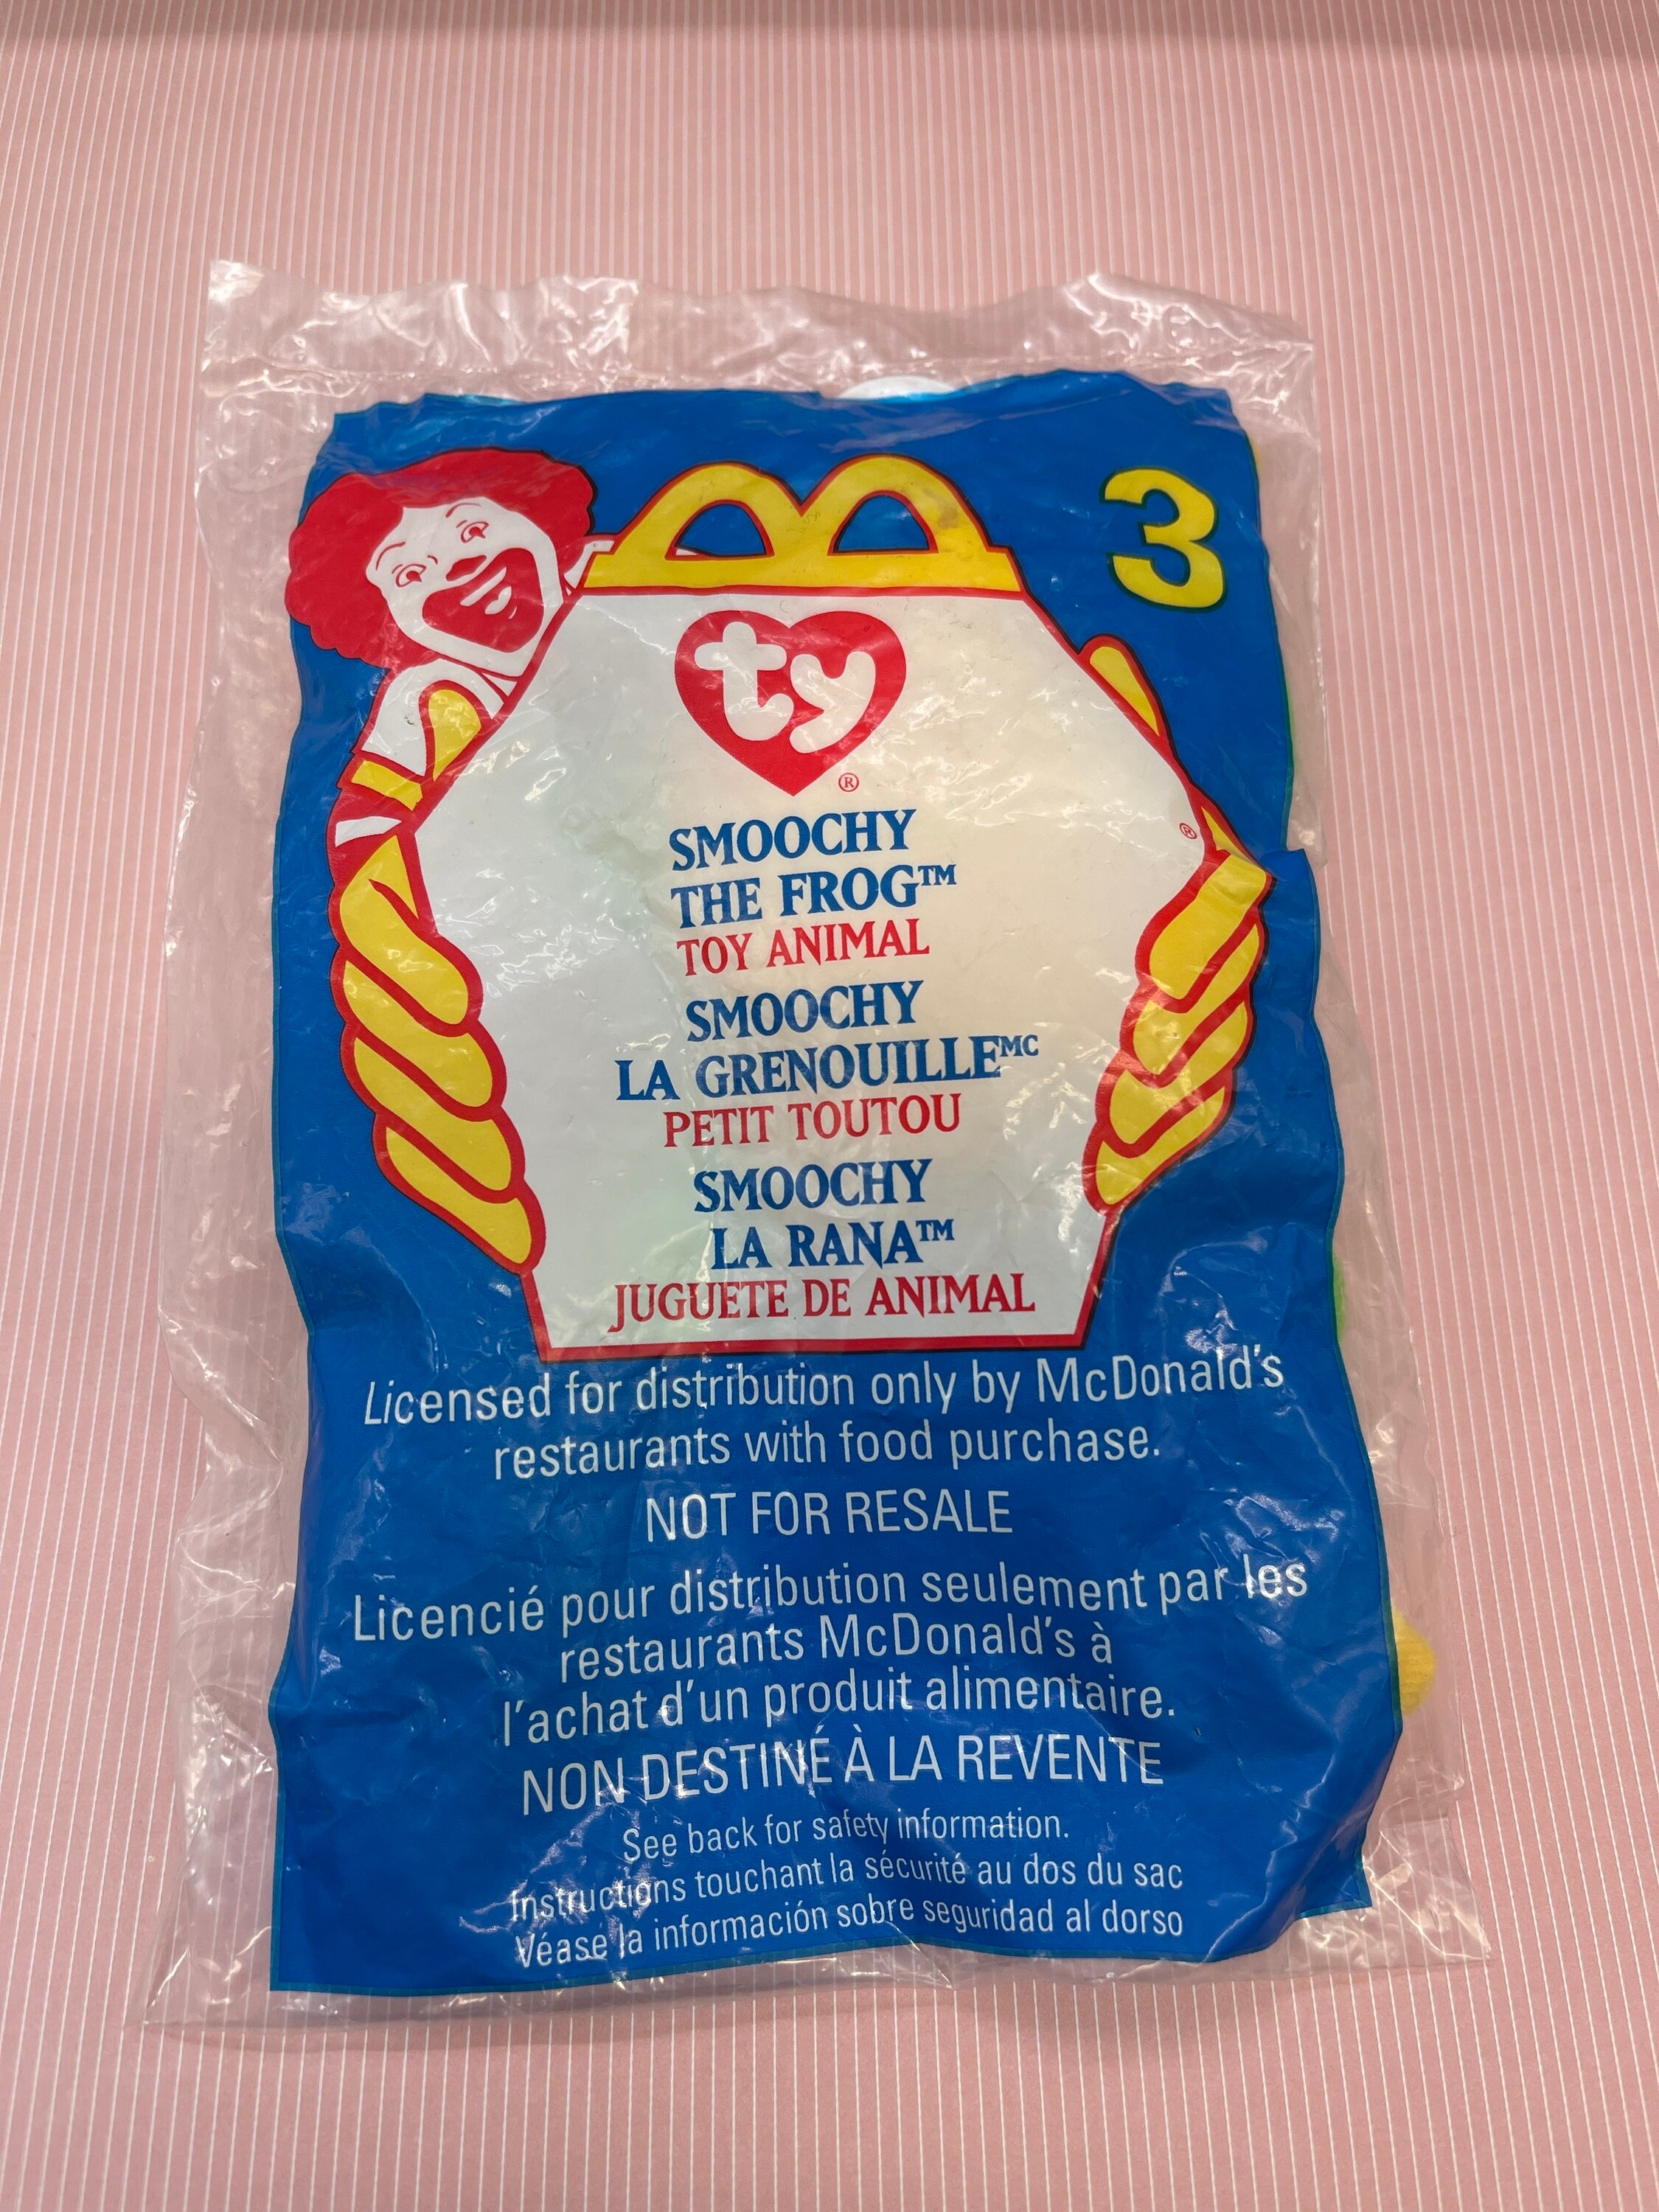 3
ty
®
SMOOCHY
THE FROG™
TOY ANIMAL
®
SMOOCHY
LA GRENOUILLEᴹᶜ
PETIT TOUTOU
SMOOCHY
LA RANA™
JUGUETE DE ANIMAL
Licensed for distribution only by McDonald's
restaurants with food purchase.
NOT FOR RESALE
Licencié pour distribution seulement par les
restaurants McDonald's à
l'achat d'un produit alimentaire.
NON DESTINÉ À LA REVENTE
See back for safety information.
Instructions touchant la sécurité au dos du sac
Véase la información sobre seguridad al dorso